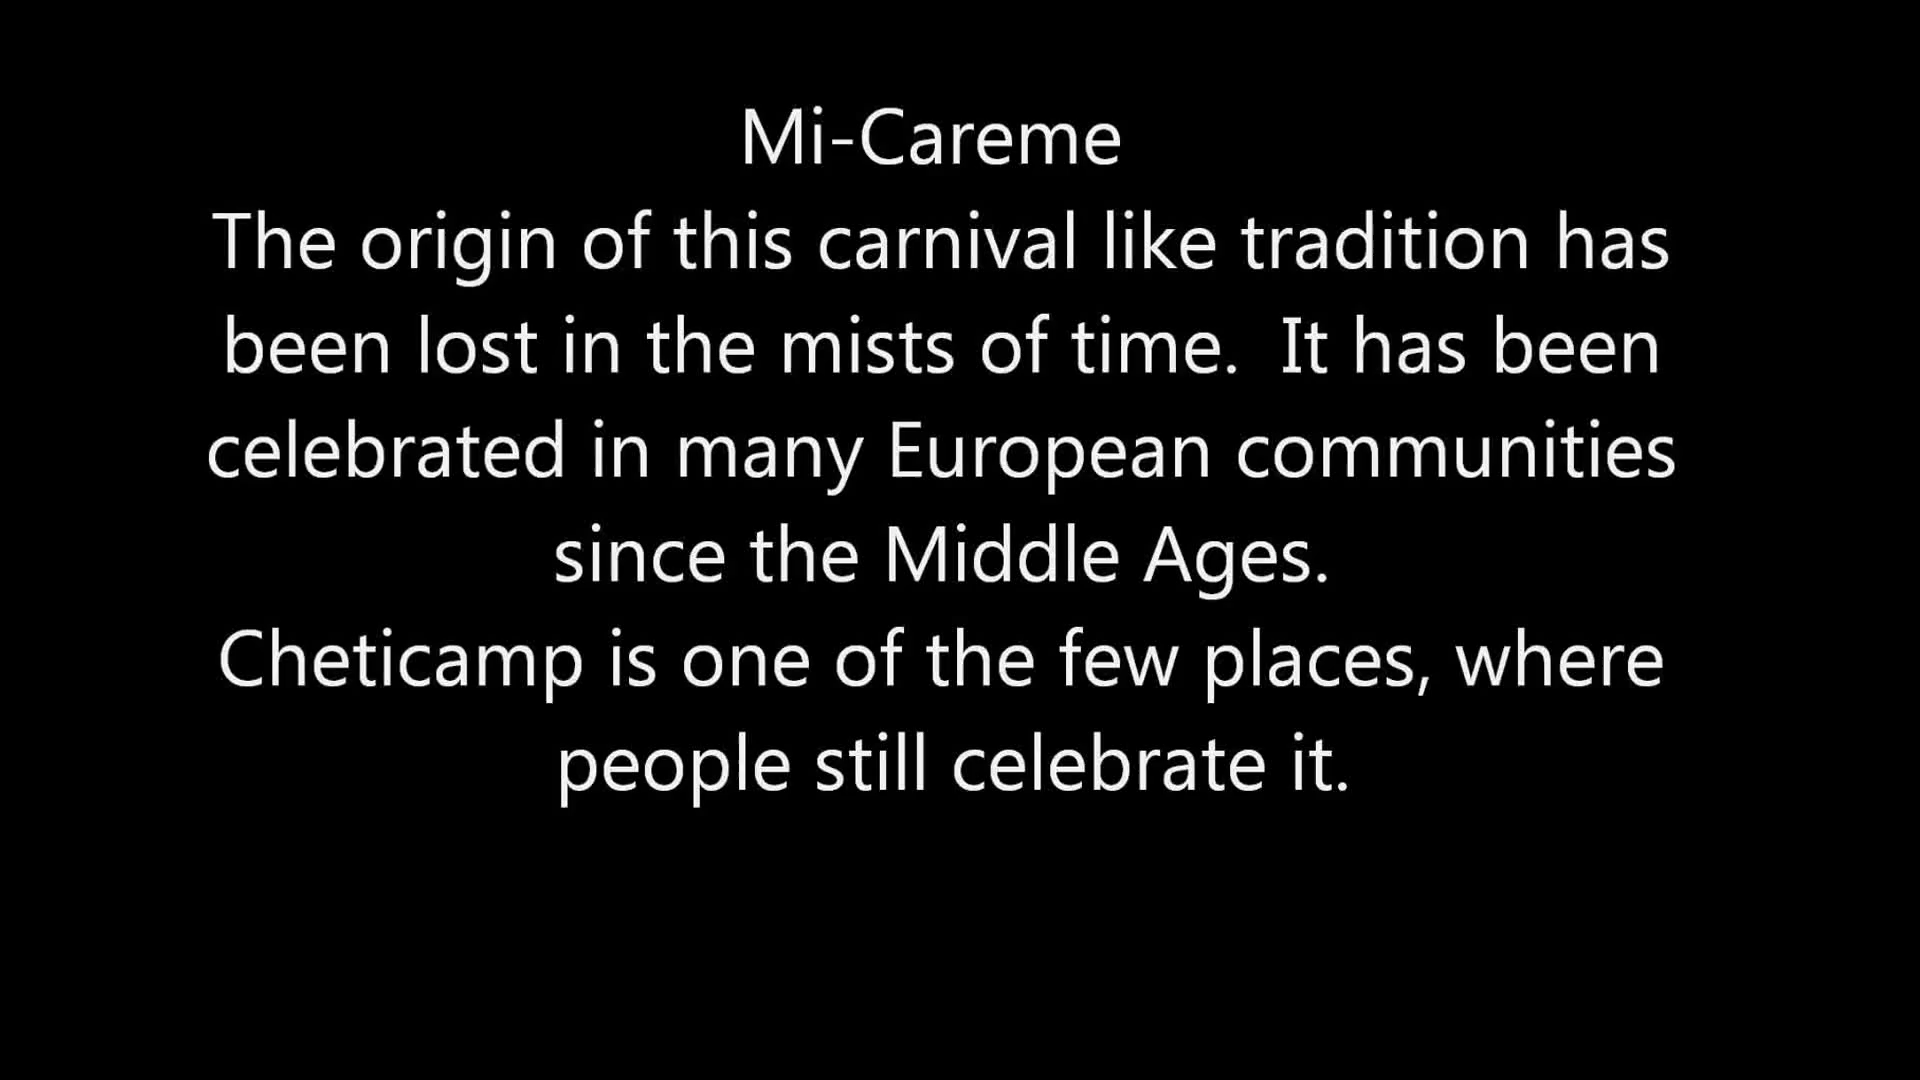 Mi-Careme
The origin of this carnival like tradition has
been lost in the mists of time.  It has been
celebrated in many European communities
since the Middle Ages.
Cheticamp is one of the few places, where
people still celebrate it.